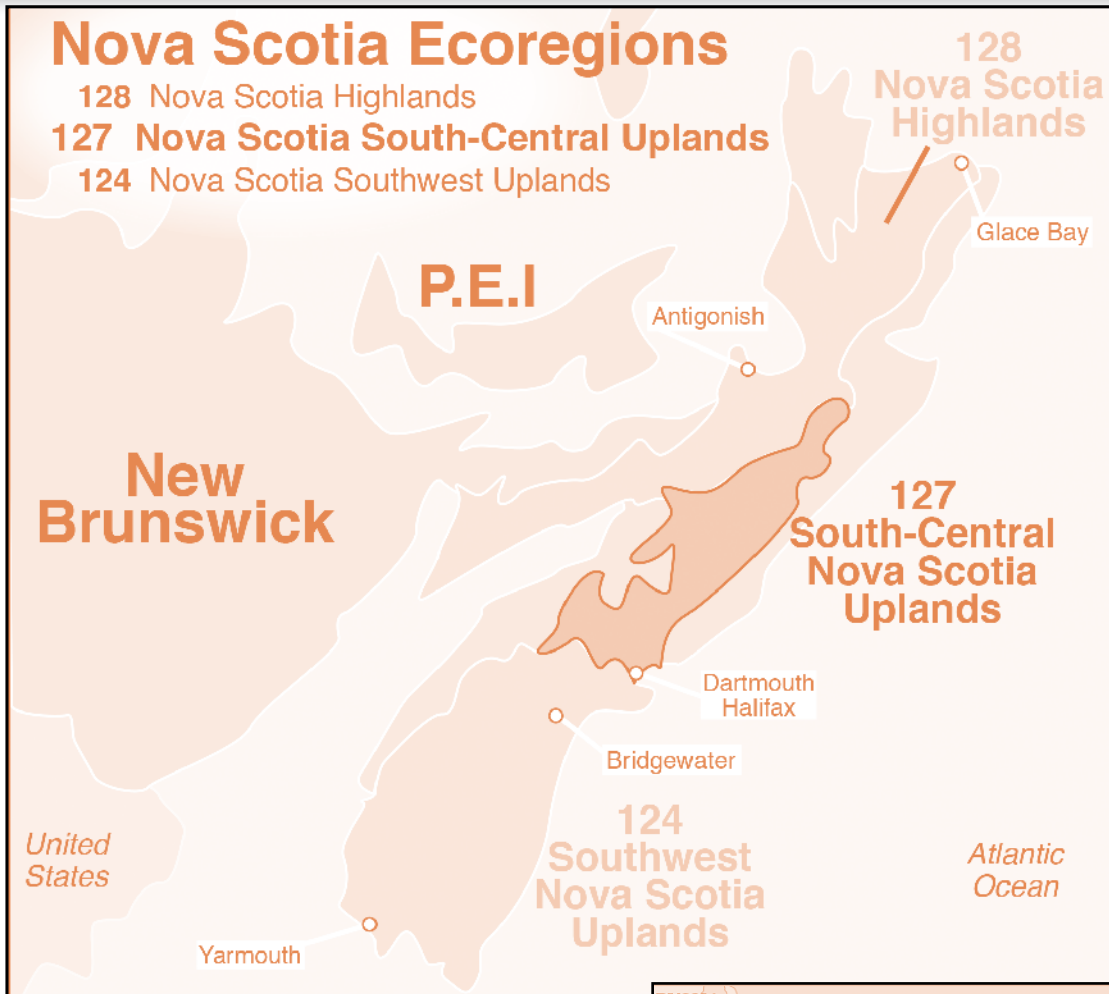 Nova Scotia Ecoregions
128 Nova Scotia Highlands
127 Nova Scotia South-Central Uplands
124 Nova Scotia Southwest Uplands
128
Nova Scotia
Highlands
Glace Bay
P.E.I
Antigonish
New
Brunswick
127
South-Central
Nova Scotia
Uplands
Dartmouth
Halifax
Bridgewater
124
Southwest
Nova Scotia
Uplands
United
States
Atlantic
Ocean
Yarmouth